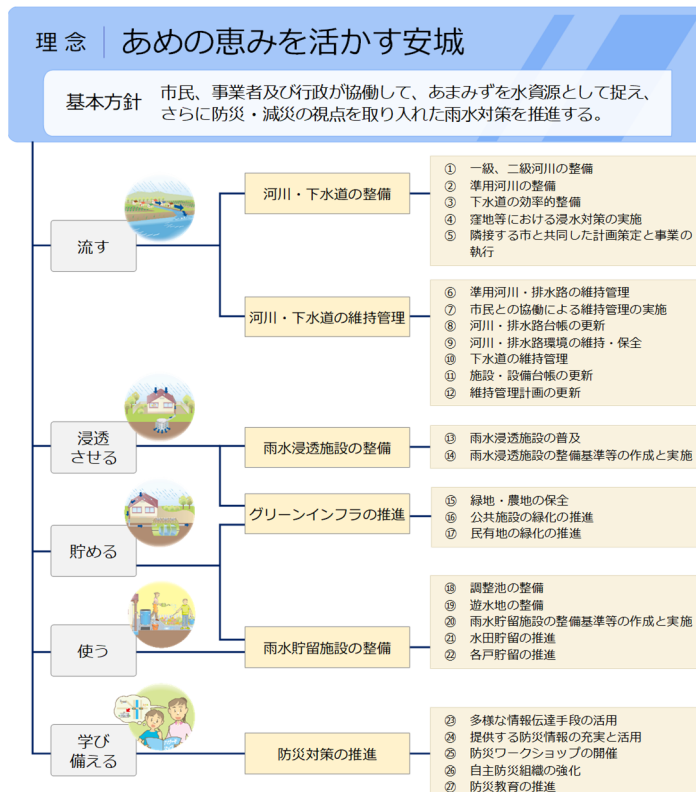 理念 あめの恵みを活かす安城
基本方針 市民、事業者及び行政が協働して、あまみずを水資源として捉え、
さらに防災・減災の視点を取り入れた雨水対策を推進する。
流す
河川・下水道の整備
① 一級、二級河川の整備
② 準用河川の整備
③ 下水道の効率的整備
④ 窪地等における浸水対策の実施
⑤ 隣接する市と共同した計画策定と事業の
執行
河川・下水道の維持管理
⑥ 準用河川・排水路の維持管理
⑦ 市民との協働による維持管理の実施
⑧ 河川・排水路台帳の更新
⑨ 河川・排水路環境の維持・保全
⑩ 下水道の維持管理
⑪ 施設・設備台帳の更新
⑫ 維持管理計画の更新
浸透
させる
雨水浸透施設の整備
⑬ 雨水浸透施設の普及
⑭ 雨水浸透施設の整備基準等の作成と実施
グリーンインフラの推進
⑮ 緑地・農地の保全
⑯ 公共施設の緑化の推進
⑰ 民有地の緑化の推進
貯める
使う
雨水貯留施設の整備
⑱ 調整池の整備
⑲ 遊水地の整備
⑳ 雨水貯留施設の整備基準等の作成と実施
㉑ 水田貯留の推進
㉒ 各戸貯留の推進
学び
備える
防災対策の推進
㉓ 多様な情報伝達手段の活用
㉔ 提供する防災情報の充実と活用
㉕ 防災ワークショップの開催
㉖ 自主防災組織の強化
㉗ 防災教育の推進